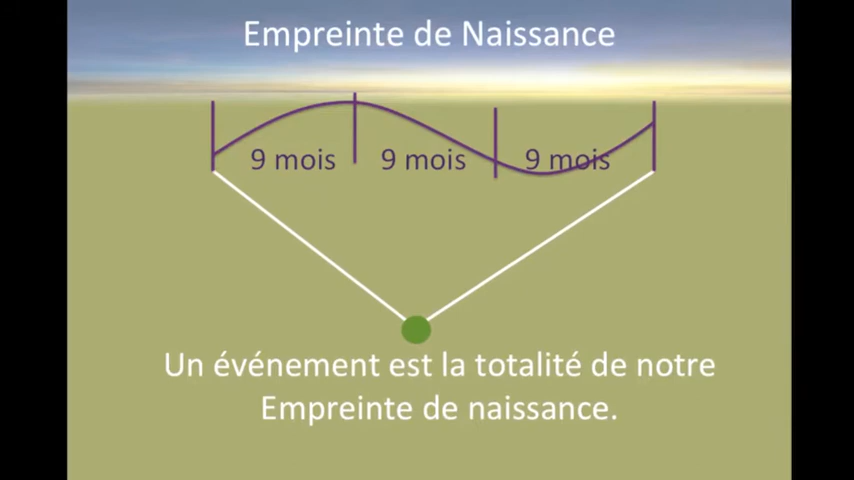 Empreinte de Naissance
9 mois 9 mois 9 mois
Un événement est la totalité de notre
Empreinte de naissance.